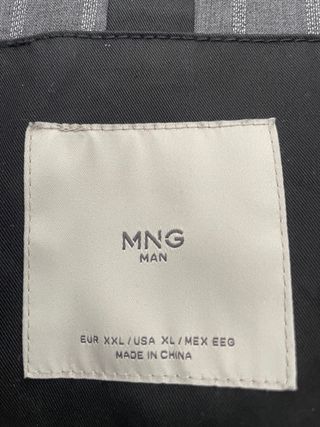 MNG
MAN
EUR XXL / USA XL / MEX EEG
MADE IN CHINA